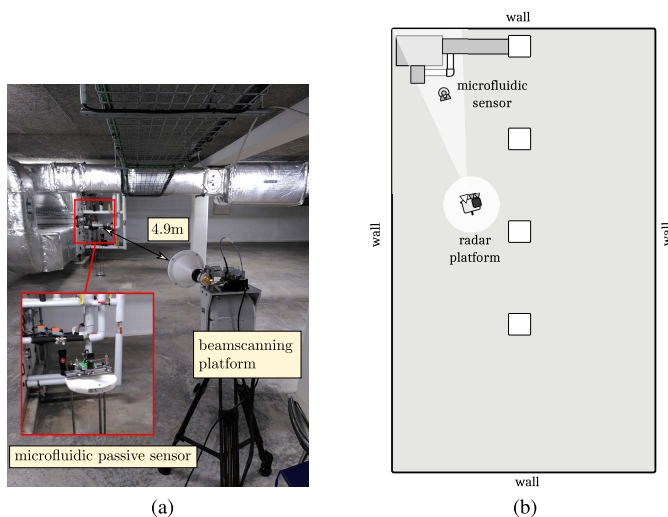 4.9m
beamscanning
platform
microfluidic passive sensor
(a)
wall
microfluidic
sensor
wall
radar
platform
wall
wall
(b)